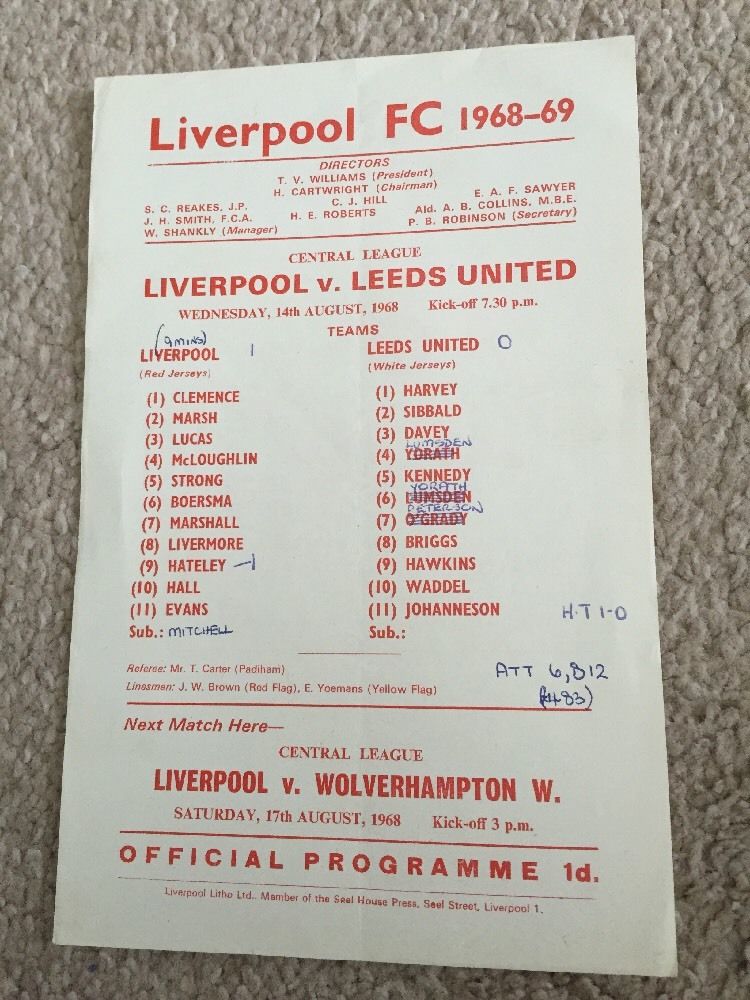 Liverpool FC 1968-69
DIRECTORS
T. V. WILLIAMS (President)
H. CARTWRIGHT (Chairman)
S. C. REAKES, J.P. C. J. HILL E. A. F. SAWYER
J. H. SMITH, F.C.A. H. E. ROBERTS Ald. A. B. COLLINS, M.B.E.
W. SHANKLY (Manager) P. B. ROBINSON (Secretary)
CENTRAL LEAGUE
LIVERPOOL v. LEEDS UNITED
WEDNESDAY, 14th AUGUST, 1968 Kick-off 7.30 p.m.
TEAMS
(9 MINS)
LIVERPOOL 1
(Red Jerseys)
(1) CLEMENCE
(2) MARSH
(3) LUCAS
(4) McLOUGHLIN
(5) STRONG
(6) BOERSMA
(7) MARSHALL
(8) LIVERMORE
(9) HATELEY —1
(10) HALL
(11) EVANS
Sub.: MITCHELL
LEEDS UNITED 0
(White Jerseys)
(1) HARVEY
(2) SIBBALD
(3) DAVEY
LUMSDEN
(4) YORATH
(5) KENNEDY
YORATH
(6) LUMSDEN
PETERSON
(7) O'GRADY
(8) BRIGGS
(9) HAWKINS
(10) WADDEL
(11) JOHANNESON
Sub.:
H.T 1-0
Referee: Mr. T. Carter (Padiham)
Linesmen: J. W. Brown (Red Flag), E. Yoemans (Yellow Flag)
ATT 6,812
Next Match Here—
CENTRAL LEAGUE
LIVERPOOL v. WOLVERHAMPTON W.
SATURDAY, 17th AUGUST, 1968 Kick-off 3 p.m.
OFFICIAL PROGRAMME 1d.
Liverpool Litho Ltd., Member of the Seel House Press, Seel Street, Liverpool 1.